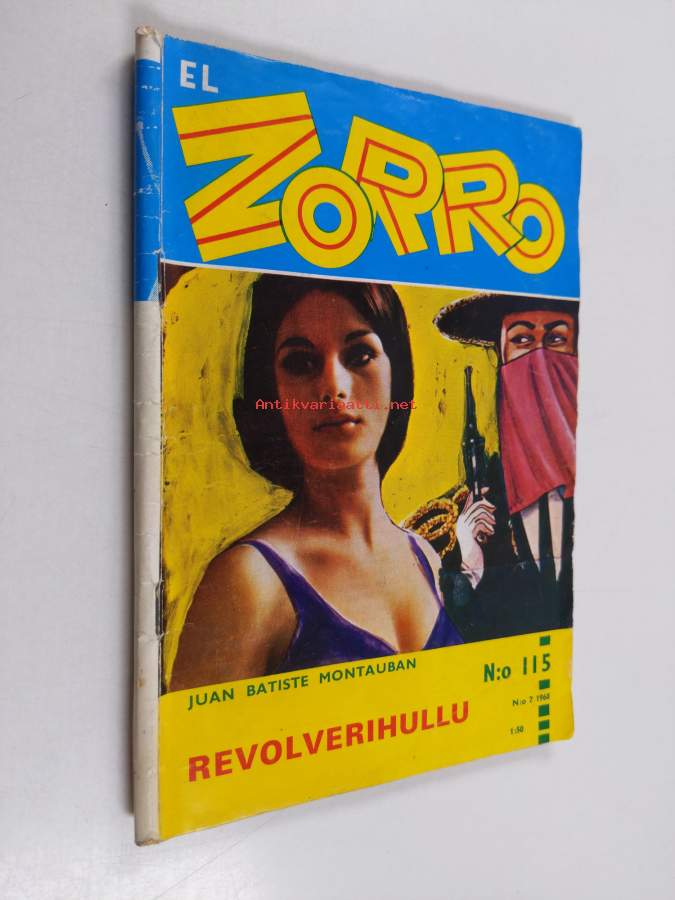 EL
ZORRO
Antikvariaatti.net
JUAN BATISTE MONTAUBAN
N:o 115
REVOLVERIHULLU
N:o 7 1968
1:50